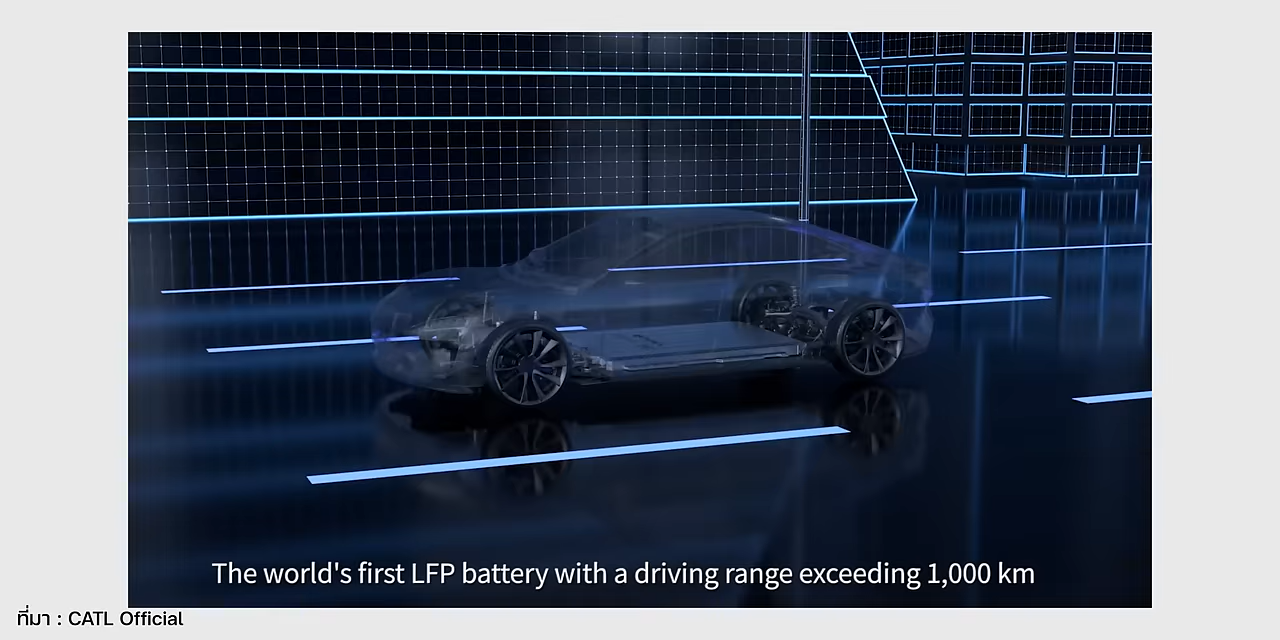 The world's first LFP battery with a driving range exceeding 1,000 km
ที่มา : CATL Official